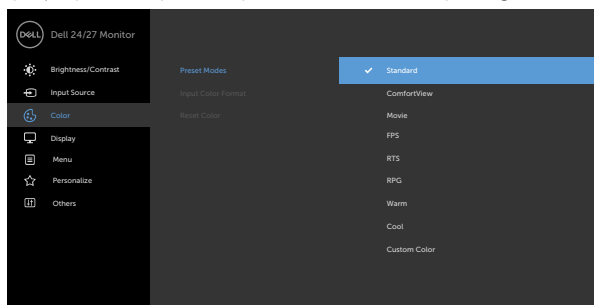 DELL Dell 24/27 Monitor
Brightness/Contrast
Input Source
Color
Display
Menu
Personalize
Others
Preset Modes
Input Color Format
Reset Color
Standard
ComfortView
Movie
FPS
RTS
RPG
Warm
Cool
Custom Color